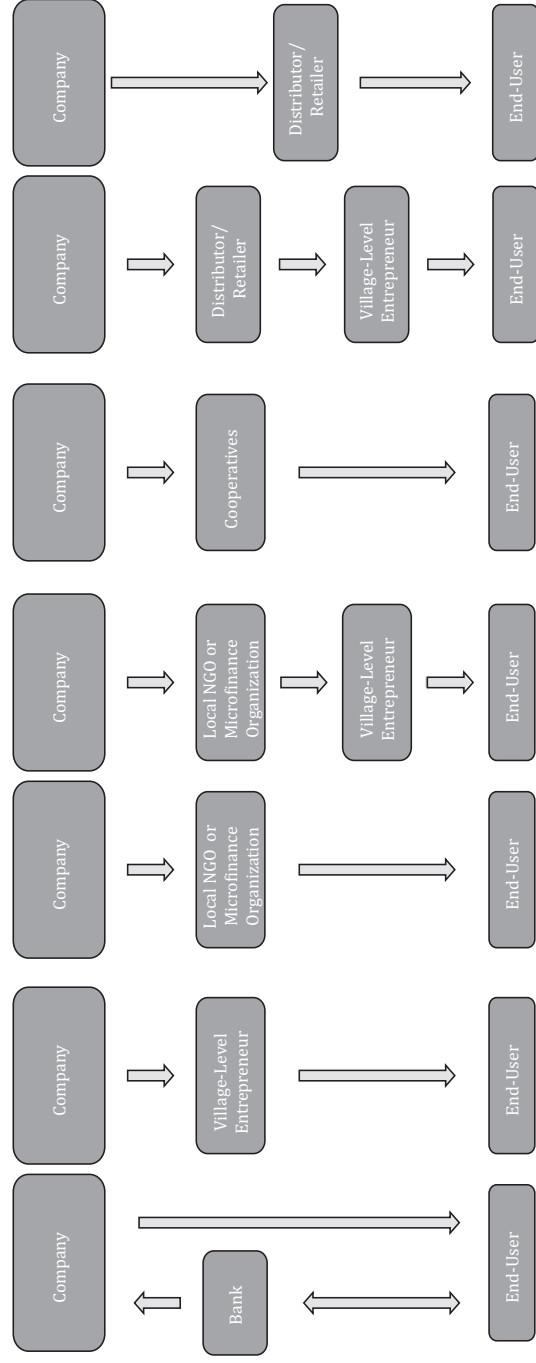 Company
Bank
End-User
Company
Village-Level
Entrepreneur
End-User
Company
Local NGO or
Microfinance
Organization
End-User
Company
Local NGO or
Microfinance
Organization
Village-Level
Entrepreneur
End-User
Company
Cooperatives
End-User
Company
Distributor/
Retailer
Village-Level
Entrepreneur
End-User
Company
Distributor/
Retailer
End-User